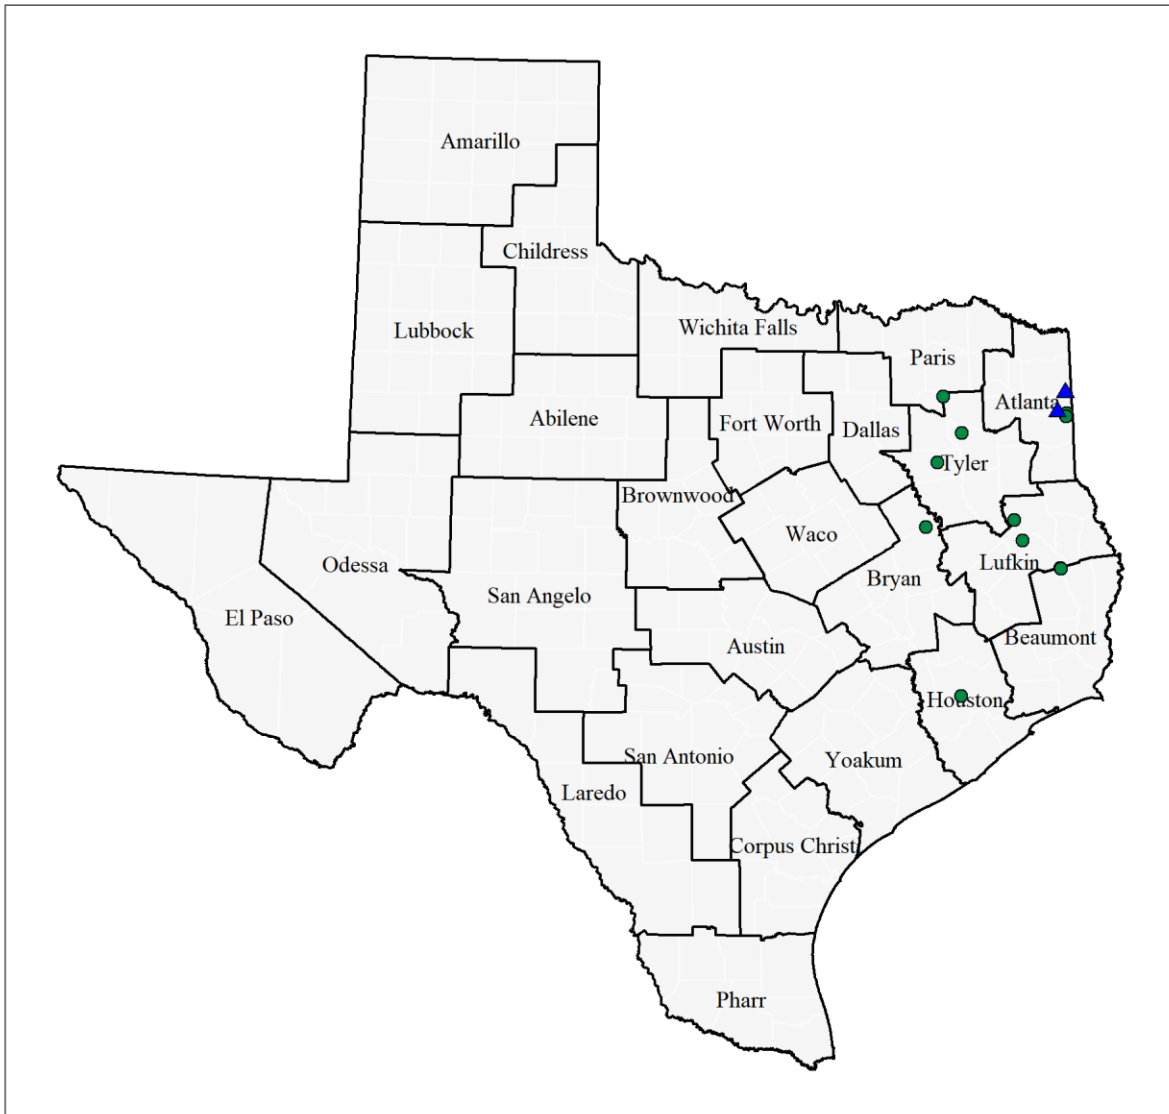 Amarillo
Childress
Wichita Falls
Lubbock
Paris
Atlanta
Abilene
Fort Worth
Dallas
Tyler
Brownwood
Waco
Lufkin
Odessa
Bryan
San Angelo
El Paso
Beaumont
Austin
Houston
San Antonio
Yoakum
Laredo
Corpus Christi
Pharr